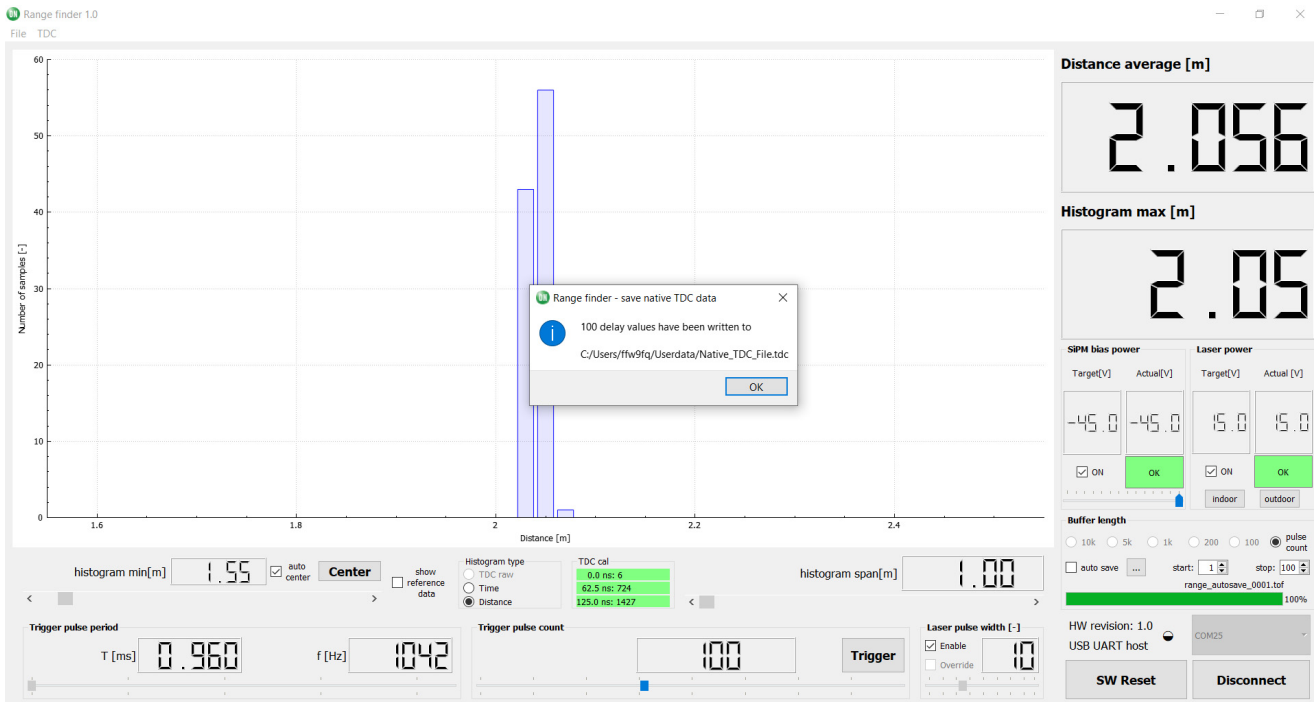 ON Range finder 1.0
File TDC
60
50
40
30
20
10
0
Number of samples [-]
1.6 1.8 2 2.2 2.4
Distance [m]
ON Range finder - save native TDC data
100 delay values have been written to
C:/Users/ffw9fq/Userdata/Native_TDC_File.tdc
OK
Distance average [m]
2.056
Histogram max [m]
2.05
SiPM bias power
Target[V] Actual[V]
-45.0 -45.0
ON OK
Laser power
Target[V] Actual [V]
15.0 15.0
ON OK
indoor outdoor
Buffer length
10k 5k 1k 200 100 pulse count
auto save ... start: 1 stop: 100
range_autosave_0001.tof
100%
histogram min[m] 1.55 auto center Center
show reference data
Histogram type
TDC raw
Time
Distance
TDC cal
0.0 ns: 6
62.5 ns: 724
125.0 ns: 1427
histogram span[m] 1.00
Trigger pulse period
T [ms] 0.960 f [Hz] 1042
Trigger pulse count
100 Trigger
Laser pulse width [-]
Enable
Override
10
HW revision: 1.0
USB UART host
COM25
SW Reset Disconnect